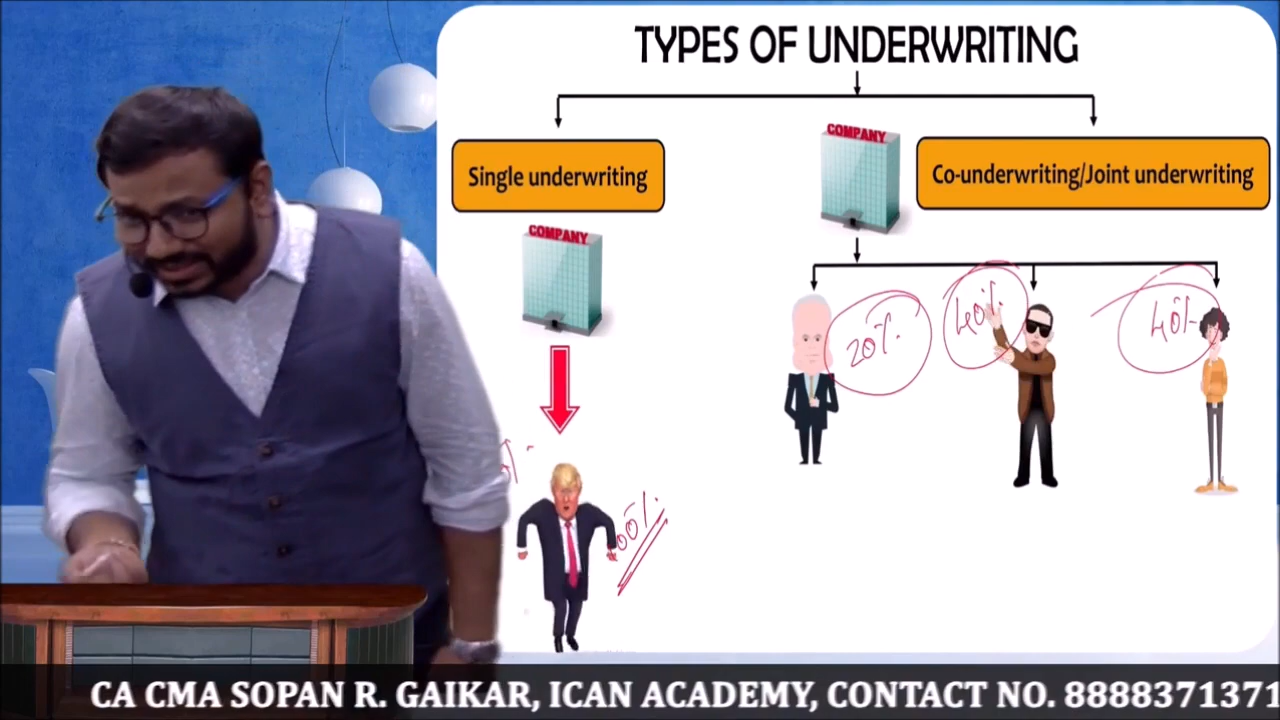 TYPES OF UNDERWRITING
COMPANY
Single underwriting
Co-underwriting/Joint underwriting
COMPANY
20%
40%
40%
00%
CA CMA SOPAN R. GAIKAR, ICAN ACADEMY, CONTACT NO. 8888371371